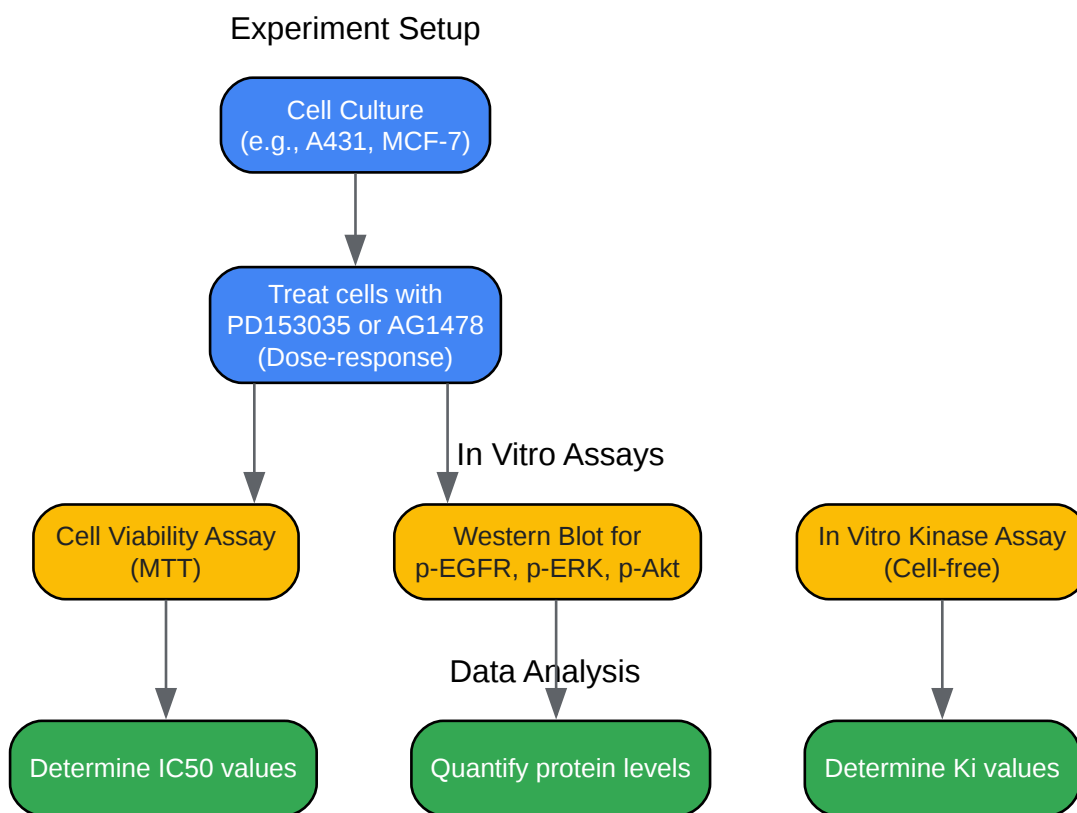 Experiment Setup
Cell Culture
(e.g., A431, MCF-7)
Treat cells with
PD153035 or AG1478
(Dose-response)
In Vitro Assays
Cell Viability Assay
(MTT)
Western Blot for
p-EGFR, p-ERK, p-Akt
In Vitro Kinase Assay
(Cell-free)
Data Analysis
Determine IC50 values
Quantify protein levels
Determine Ki values